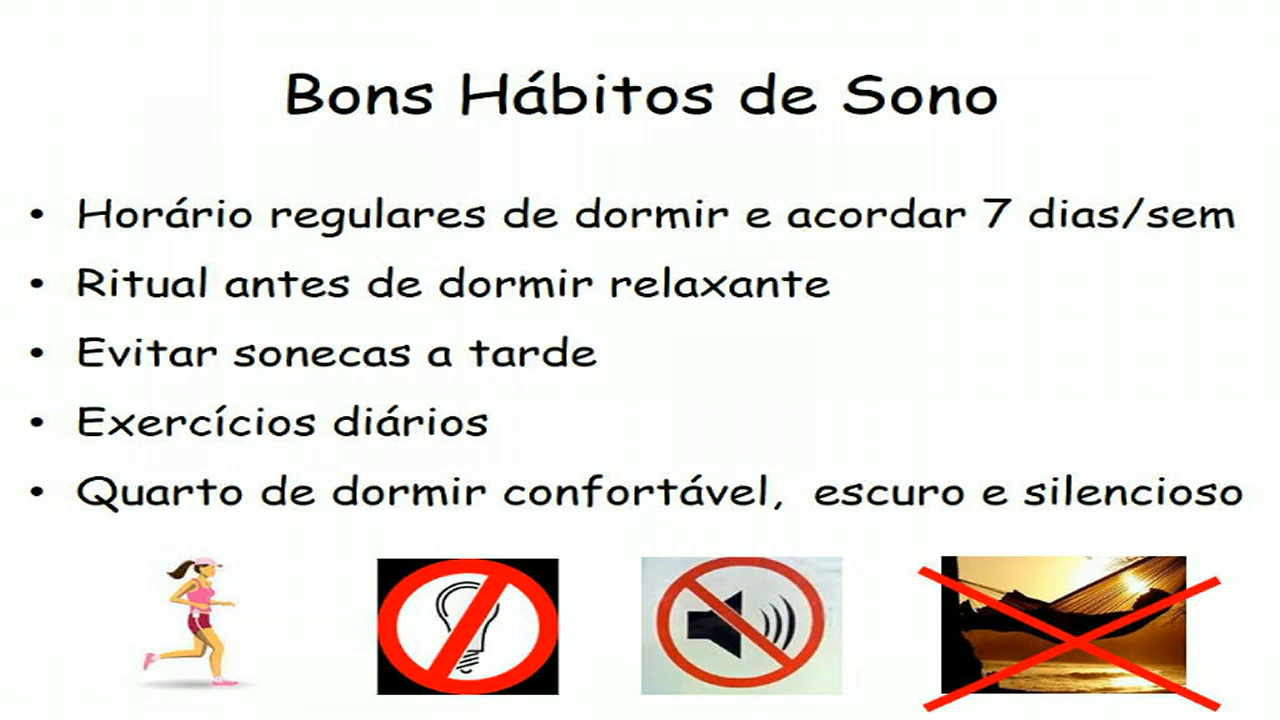 Bons Hábitos de Sono
• Horário regulares de dormir e acordar 7 dias/sem
• Ritual antes de dormir relaxante
• Evitar sonecas a tarde
• Exercícios diários
• Quarto de dormir confortável, escuro e silencioso